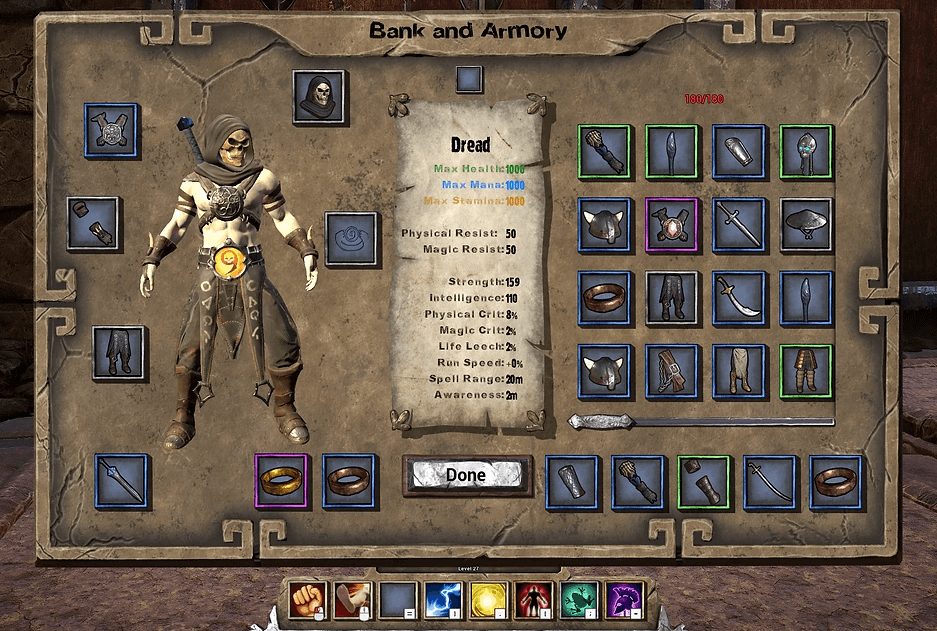 Bank and Armory
180/180
Dread
Max Health:1000
Max Mana:1000
Max Stamina:1000
Physical Resist: 50
Magic Resist: 50
Strength:159
Intelligence:110
Physical Crit: 8%
Magic Crit: 2%
Life Leech: 2%
Run Speed: +0%
Spell Range: 20m
Awareness: 2m
Done
Level 27